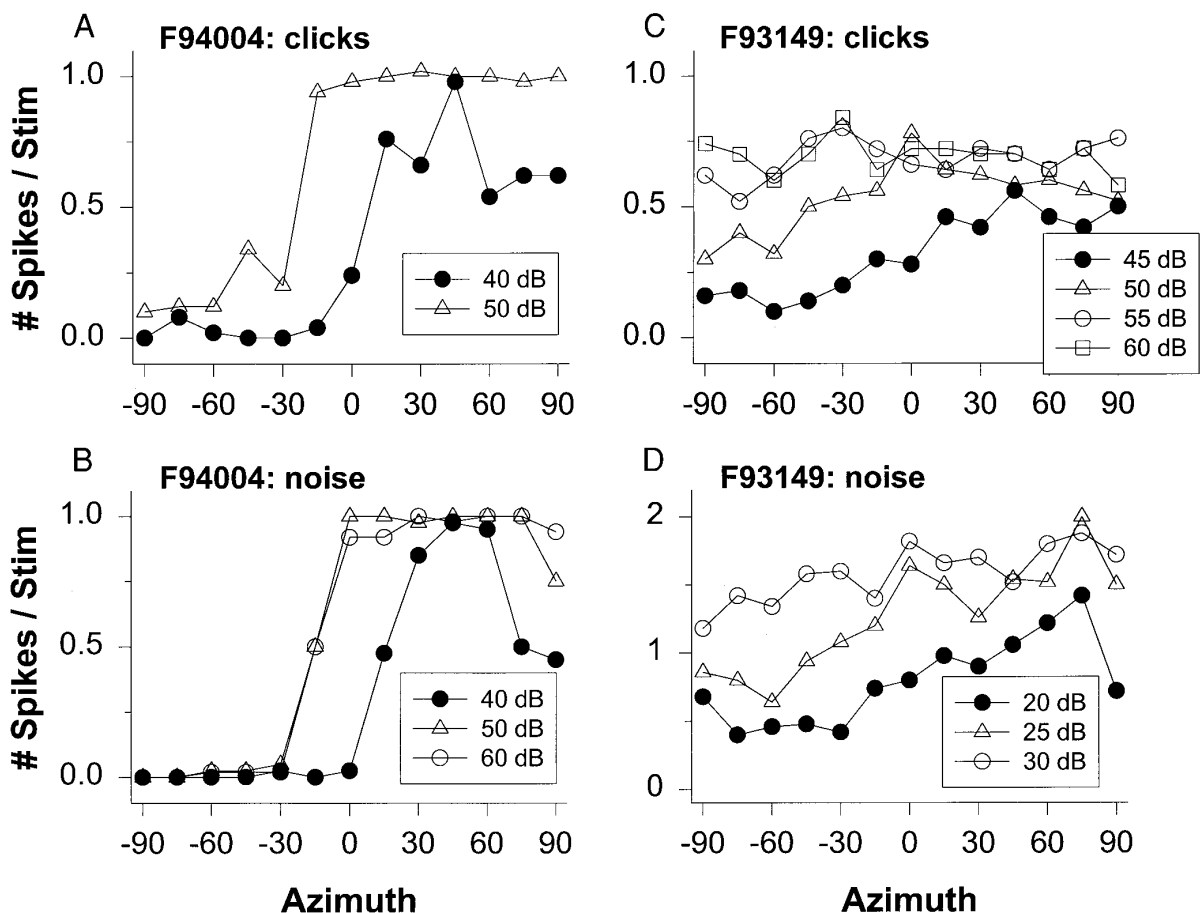 A
F94004: clicks
# Spikes / Stim
1.0
0.5
0.0
40 dB
50 dB
-90 -60 -30 0 30 60 90
C
F93149: clicks
1.0
0.5
0.0
45 dB
50 dB
55 dB
60 dB
-90 -60 -30 0 30 60 90
B
F94004: noise
# Spikes / Stim
1.0
0.5
0.0
40 dB
50 dB
60 dB
-90 -60 -30 0 30 60 90
Azimuth
D
F93149: noise
2
1
0
20 dB
25 dB
30 dB
-90 -60 -30 0 30 60 90
Azimuth